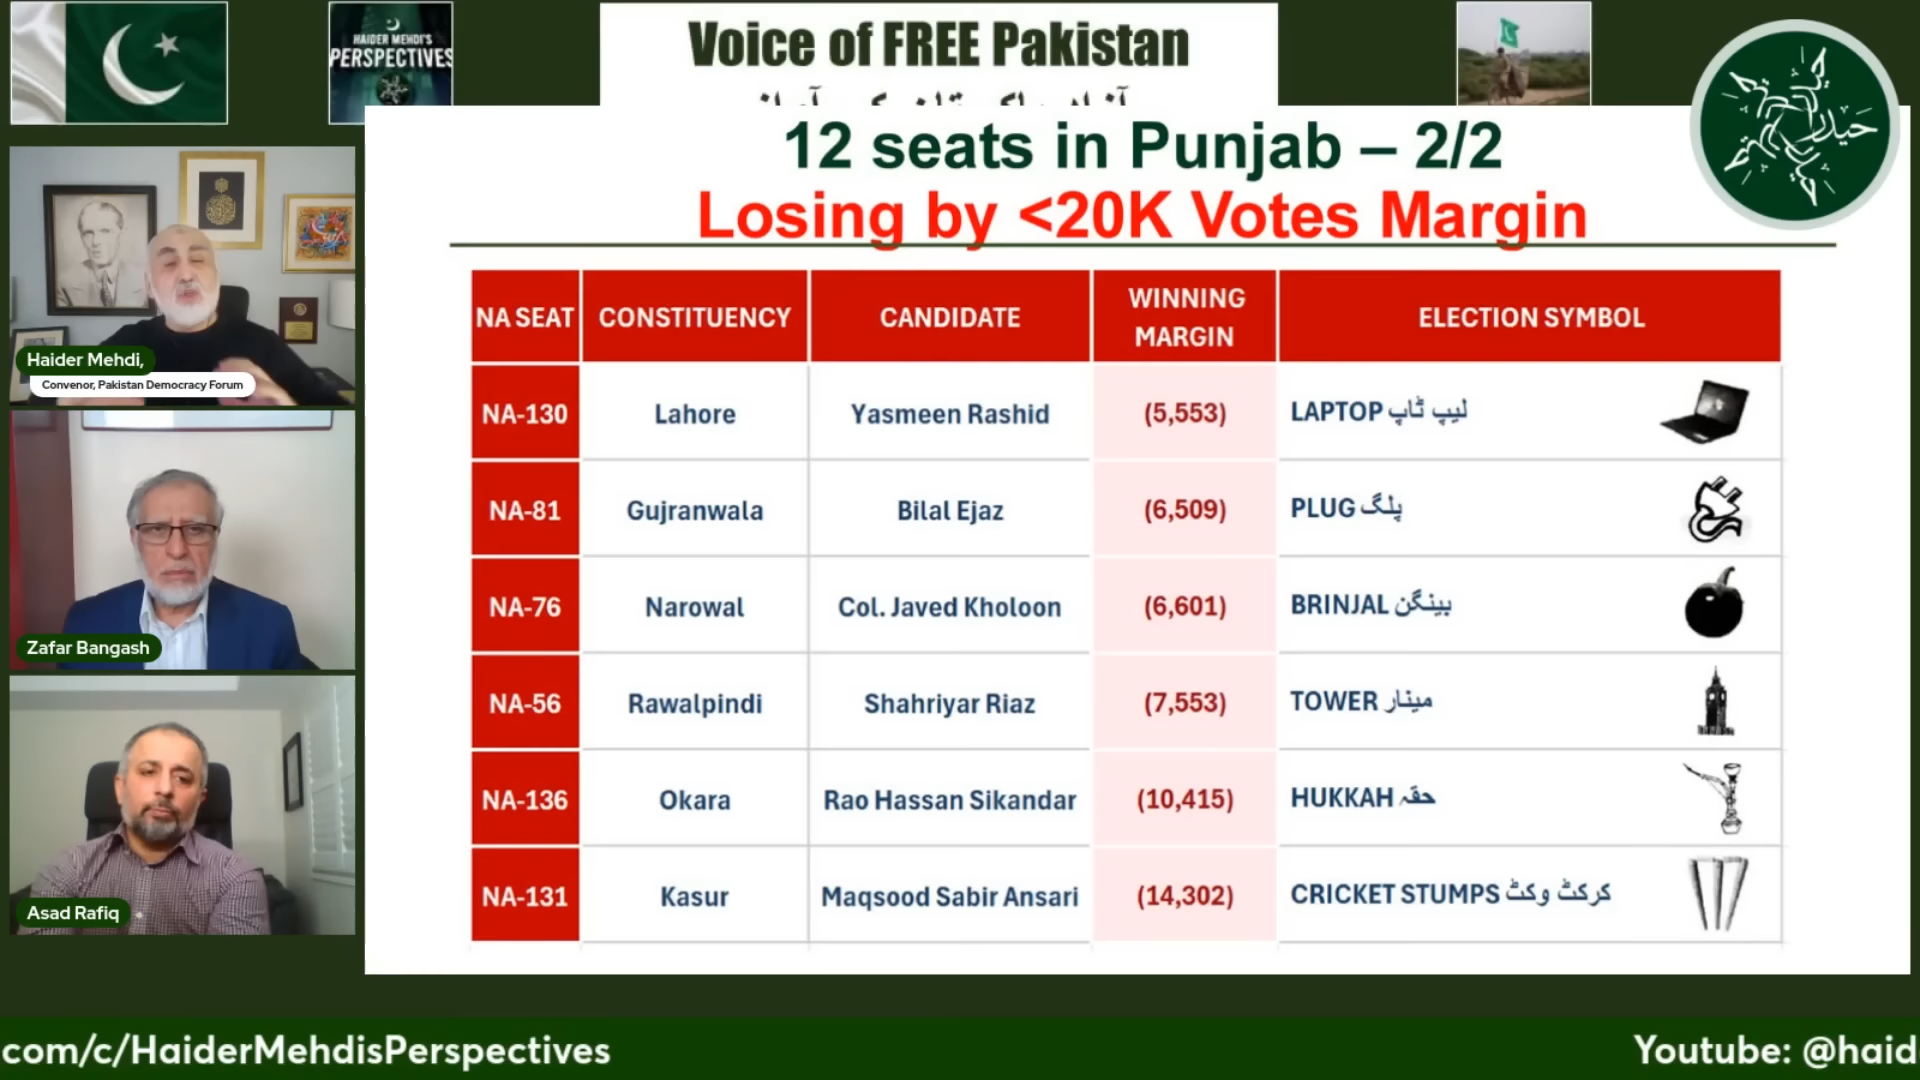 HAIDER MEHDI'S
PERSPECTIVES
Voice of FREE Pakistan
12 seats in Punjab – 2/2
Losing by <20K Votes Margin
NA SEAT CONSTITUENCY CANDIDATE WINNING MARGIN ELECTION SYMBOL
NA-130 Lahore Yasmeen Rashid (5,553) LAPTOP لیپ ٹاپ
NA-81 Gujranwala Bilal Ejaz (6,509) PLUG پلگ
NA-76 Narowal Col. Javed Kholoon (6,601) BRINJAL بینگن
NA-56 Rawalpindi Shahriyar Riaz (7,553) TOWER مینار
NA-136 Okara Rao Hassan Sikandar (10,415) HUKKAH حقہ
NA-131 Kasur Maqsood Sabir Ansari (14,302) CRICKET STUMPS کرکٹ وکٹ
Haider Mehdi,
Convenor, Pakistan Democracy Forum
Zafar Bangash
Asad Rafiq
com/c/HaiderMehdisPerspectives
Youtube: @haid